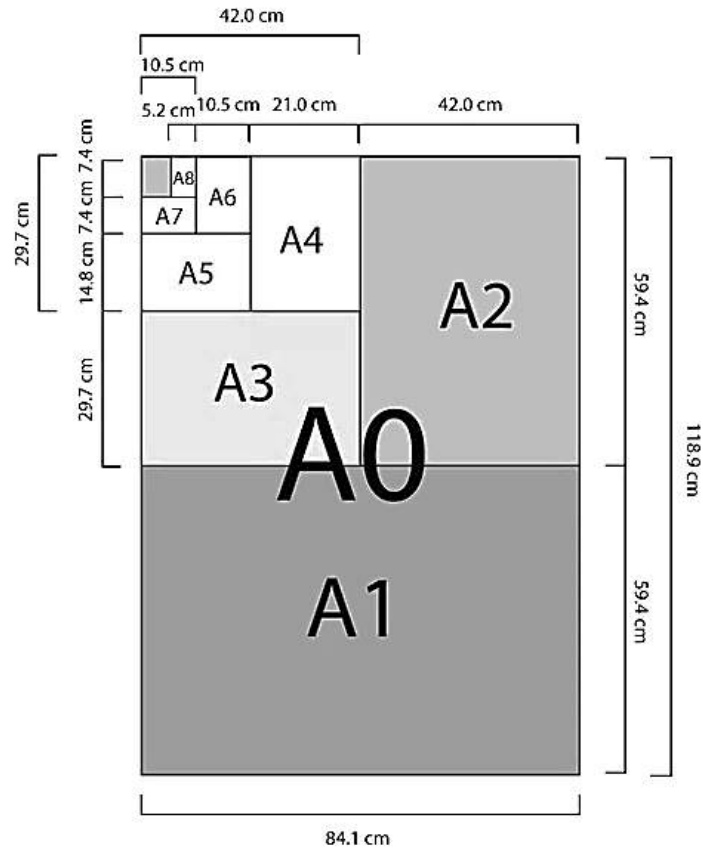 42.0 cm
10.5 cm
5.2 cm 10.5 cm 21.0 cm 42.0 cm
7.4 cm
7.4 cm
14.8 cm
29.7 cm
29.7 cm
A8
A7
A6
A5
A4
A3
A2
A0
A1
59.4 cm
59.4 cm
118.9 cm
84.1 cm